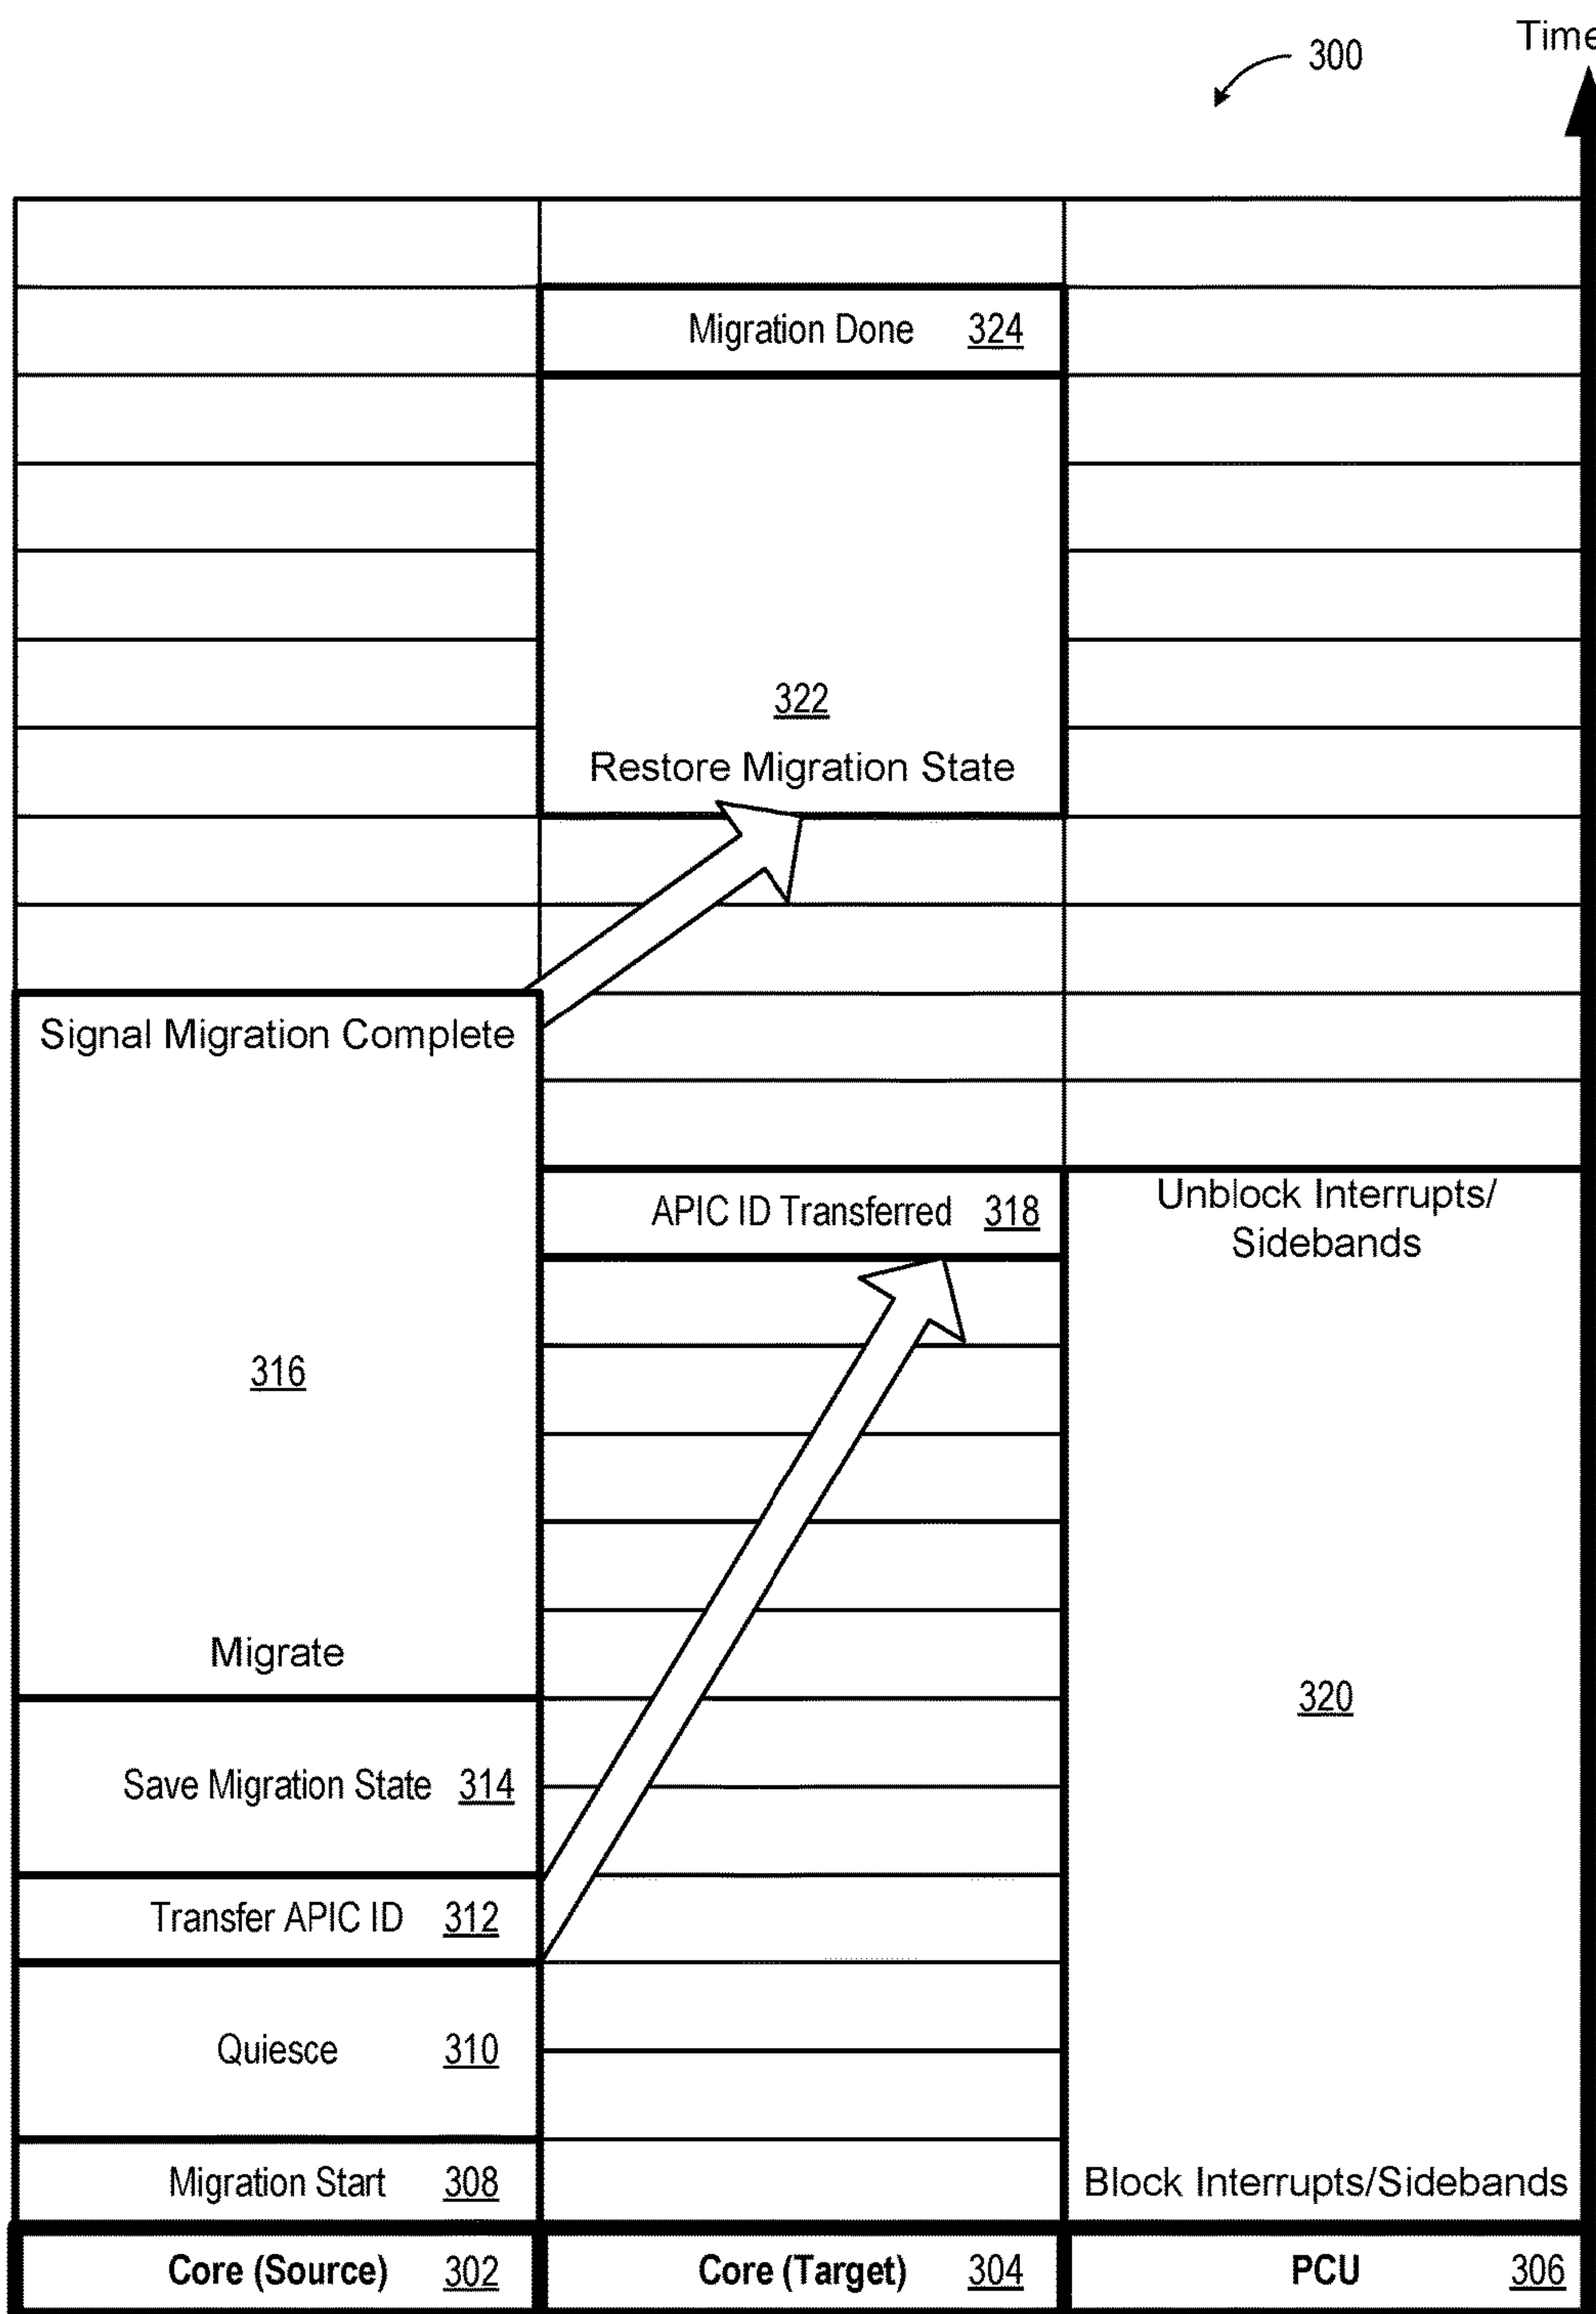 Time
300
Migration Done 324
322
Restore Migration State
Signal Migration Complete
APIC ID Transferred 318
Unblock Interrupts/
Sidebands
316
Migrate
320
Save Migration State 314
Transfer APIC ID 312
Quiesce 310
Migration Start 308
Block Interrupts/Sidebands
Core (Source) 302
Core (Target) 304
PCU 306